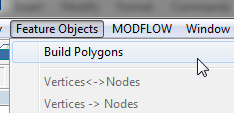 Feature Objects MODFLOW Window
Build Polygons
Vertices<->Nodes
Vertices -> Nodes